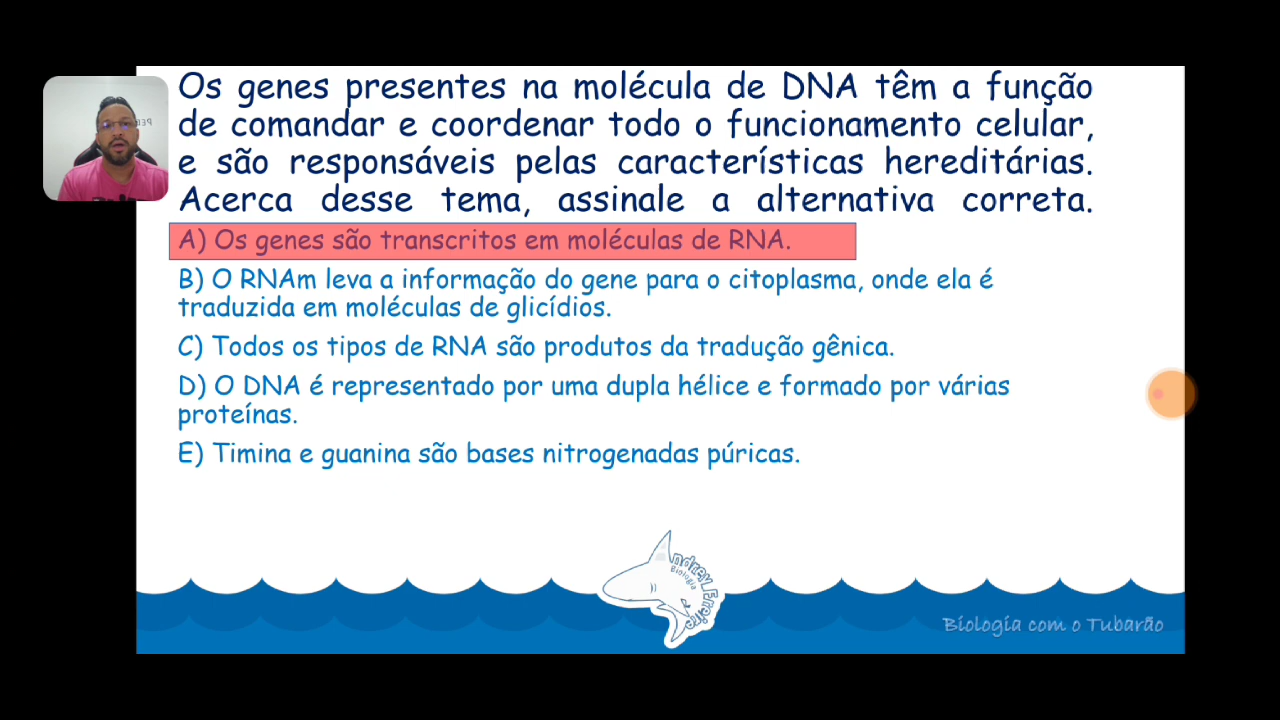 Os genes presentes na molécula de DNA têm a função
de comandar e coordenar todo o funcionamento celular,
e são responsáveis pelas características hereditárias.
Acerca desse tema, assinale a alternativa correta.
A) Os genes são transcritos em moléculas de RNA.
B) O RNAm leva a informação do gene para o citoplasma, onde ela é
traduzida em moléculas de glicídios.
C) Todos os tipos de RNA são produtos da tradução gênica.
D) O DNA é representado por uma dupla hélice e formado por várias
proteínas.
E) Timina e guanina são bases nitrogenadas púricas.
Biologia
Biologia com o Tubarão